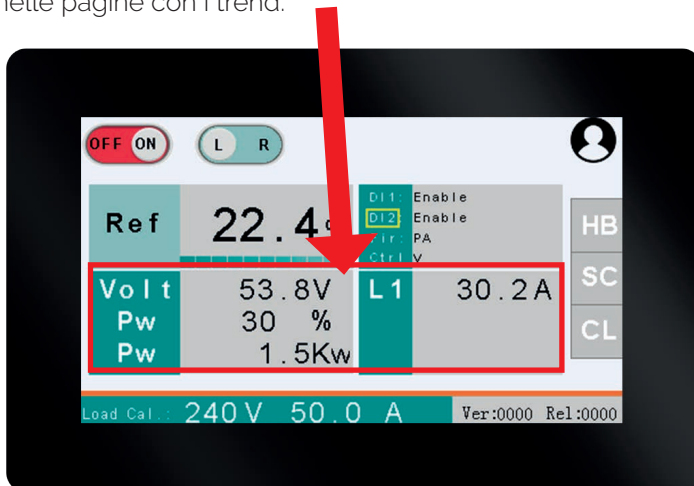 nelle pagine con i trend.
OFF ON
L R
Ref 22.4
DI1: Enable
DI2: Enable
Fir: PA
Ctrl V
HB
SC
CL
Volt 53.8V
Pw 30 %
Pw 1.5Kw
L1 30.2A
Load Cal.: 240V 50.0 A
Ver:0000 Rel:0000